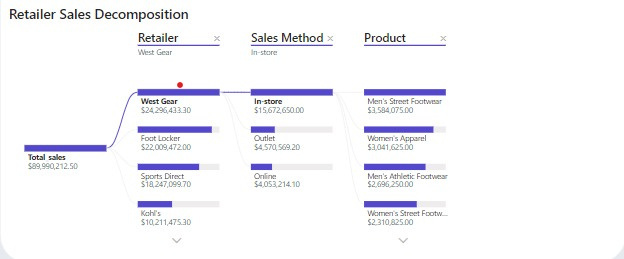 Retailer Sales Decomposition
Retailer ×
West Gear
Sales Method ×
In-store
Product ×
Total sales
$89,990,212.50
West Gear
$24,296,433.30
Foot Locker
$22,009,472.00
Sports Direct
$18,247,099.70
Kohl's
$10,211,475.30
In-store
$15,672,650.00
Outlet
$4,570,569.20
Online
$4,053,214.10
Men's Street Footwear
$3,584,075.00
Women's Apparel
$3,041,625.00
Men's Athletic Footwear
$2,696,250.00
Women's Street Footw...
$2,310,825.00